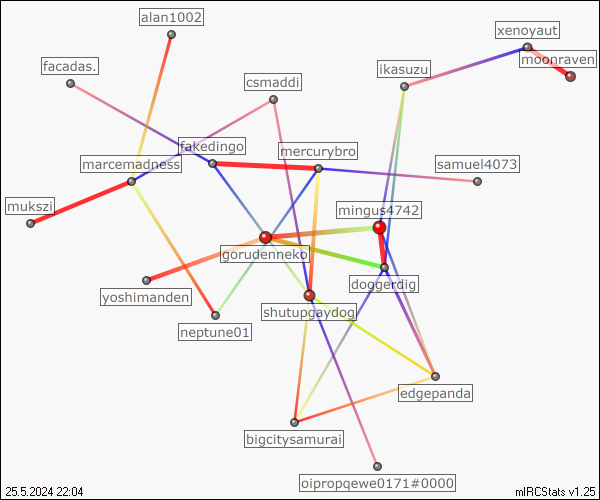 alan1002
xenoyaut
moonraven
facadas.
ikasuzu
csmaddi
fakedingo
mercurybro
marcemadness
samuel4073
mukszi
mingus4742
gorudenneko
doggerdig
yoshimanden
shutupgaydog
neptune01
edgepanda
bigcitysamurai
oipropqewe0171#0000
25.5.2024 22:04
mIRCStats v1.25